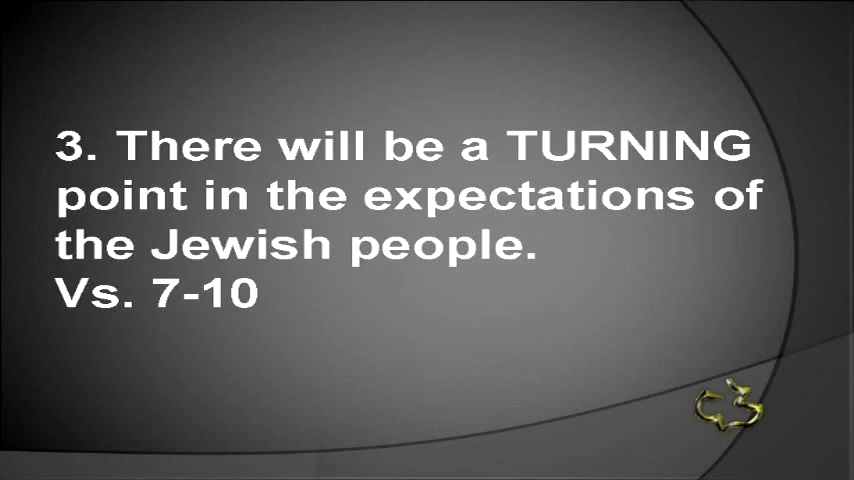 3. There will be a TURNING
point in the expectations of
the Jewish people.
Vs. 7-10